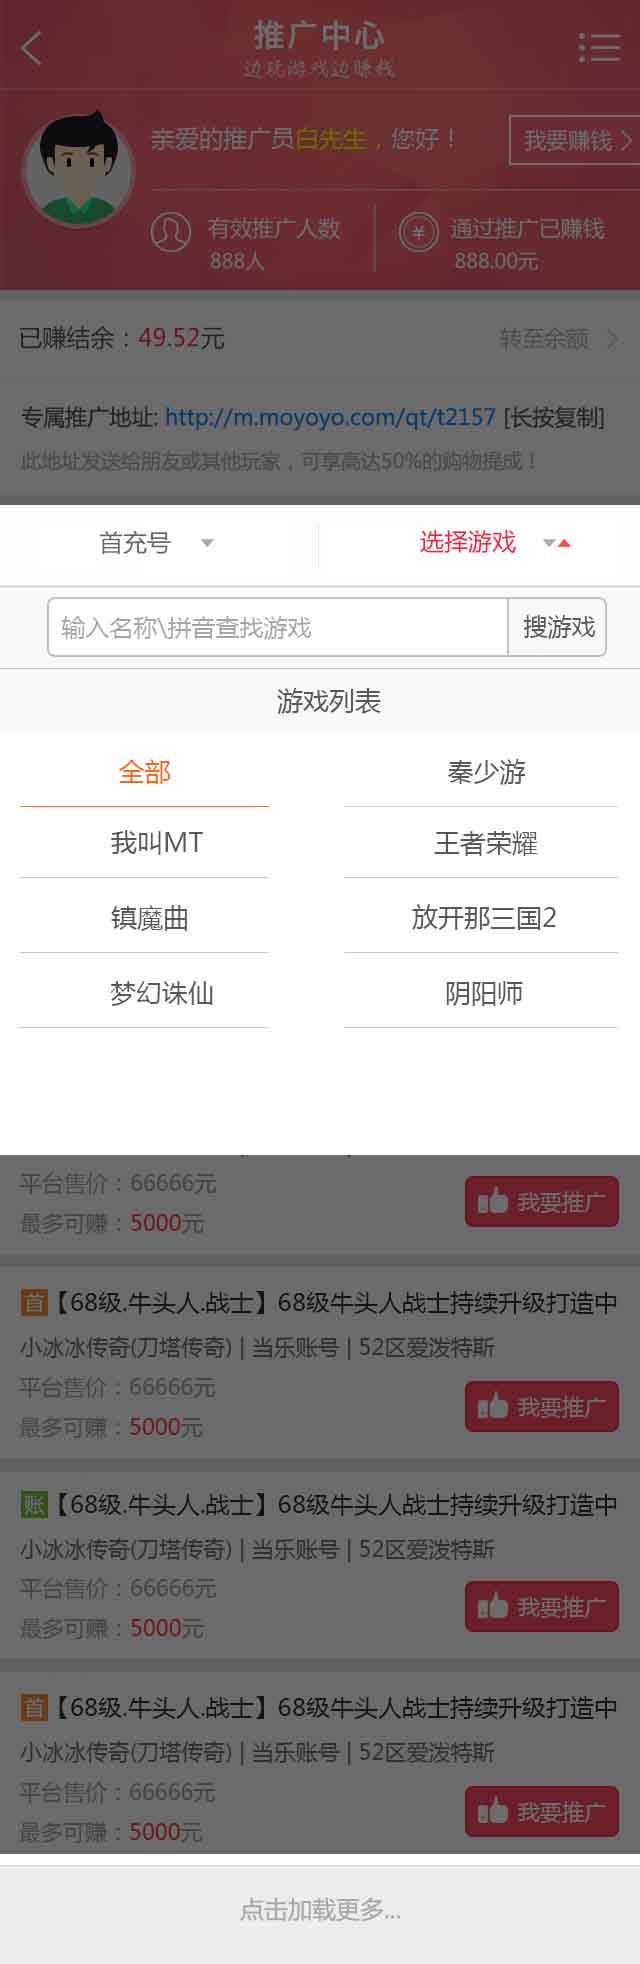 推广中心
边玩游戏边赚钱
亲爱的推广员白先生，您好！
我要赚钱
有效推广人数
888人
¥
通过推广已赚钱
888.00元
已赚结余：49.52元
转至余额
专属推广地址: http://m.moyoyo.com/qt/t2157 [长按复制]
此地址发送给朋友或其他玩家，可享高达50%的购物提成！
首充号
选择游戏
输入名称\拼音查找游戏
搜游戏
游戏列表
全部
秦少游
我叫MT
王者荣耀
镇魔曲
放开那三国2
梦幻诛仙
阴阳师
平台售价：66666元
最多可赚：5000元
我要推广
首【68级.牛头人.战士】68级牛头人战士持续升级打造中
小冰冰传奇(刀塔传奇) | 当乐账号 | 52区爱泼特斯
平台售价：66666元
最多可赚：5000元
我要推广
账【68级.牛头人.战士】68级牛头人战士持续升级打造中
小冰冰传奇(刀塔传奇) | 当乐账号 | 52区爱泼特斯
平台售价：66666元
最多可赚：5000元
我要推广
首【68级.牛头人.战士】68级牛头人战士持续升级打造中
小冰冰传奇(刀塔传奇) | 当乐账号 | 52区爱泼特斯
平台售价：66666元
最多可赚：5000元
我要推广
点击加载更多...